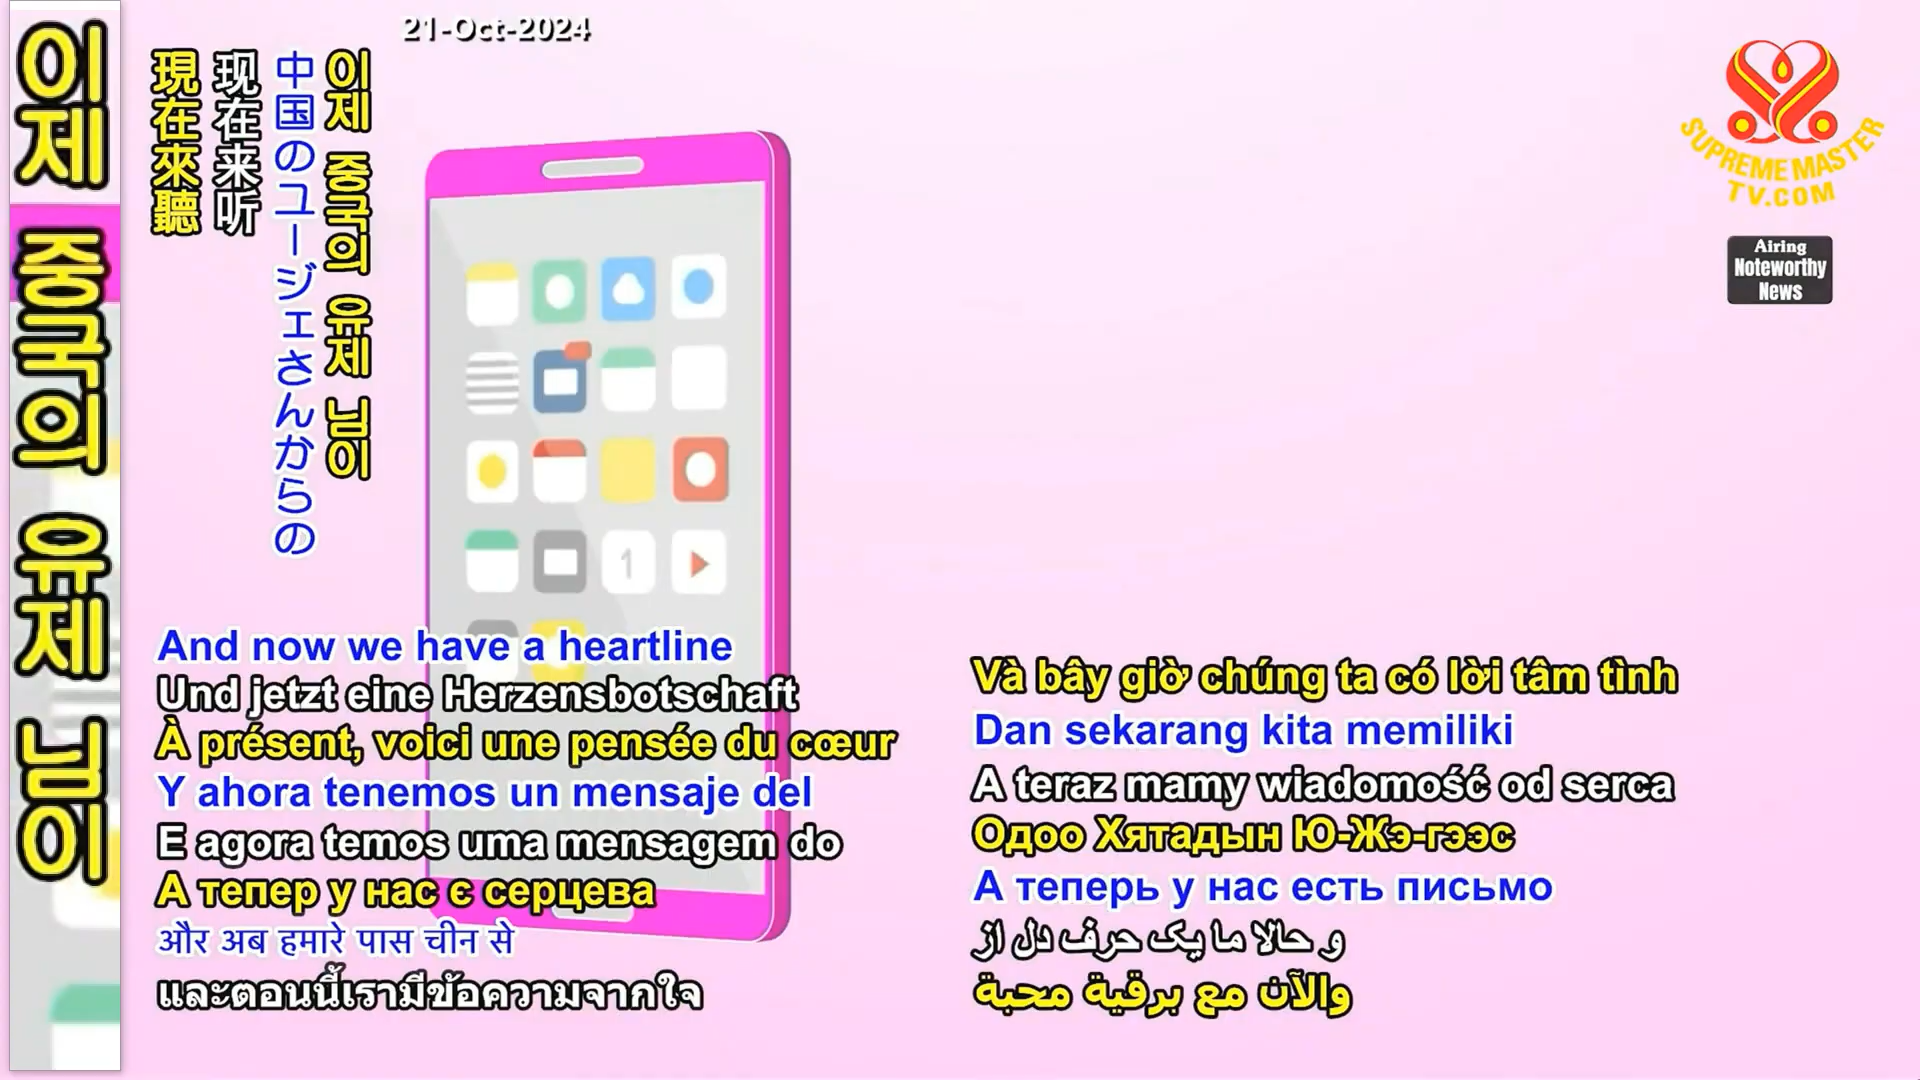 21-Oct-2024
이제 중국의 유제 님이
現在來聽
现在来听
中国のユージェさんからの
이제 중국의 유제 님이
SUPREME MASTER
TV.COM
Airing
Noteworthy
News
1
And now we have a heartline
Und jetzt eine Herzensbotschaft
À présent, voici une pensée du cœur
Y ahora tenemos un mensaje del
E agora temos uma mensagem do
А тепер у нас є серцева
और अब हमारे पास चीन से
และตอนนี้เรามีข้อความจากใจ
Và bây giờ chúng ta có lời tâm tình
Dan sekarang kita memiliki
A teraz mamy wiadomość od serca
Одоо Хятадын Ю-Жэ-гээс
А теперь у нас есть письмо
و حالا ما یک حرف دل از
والآن مع برقية محبة